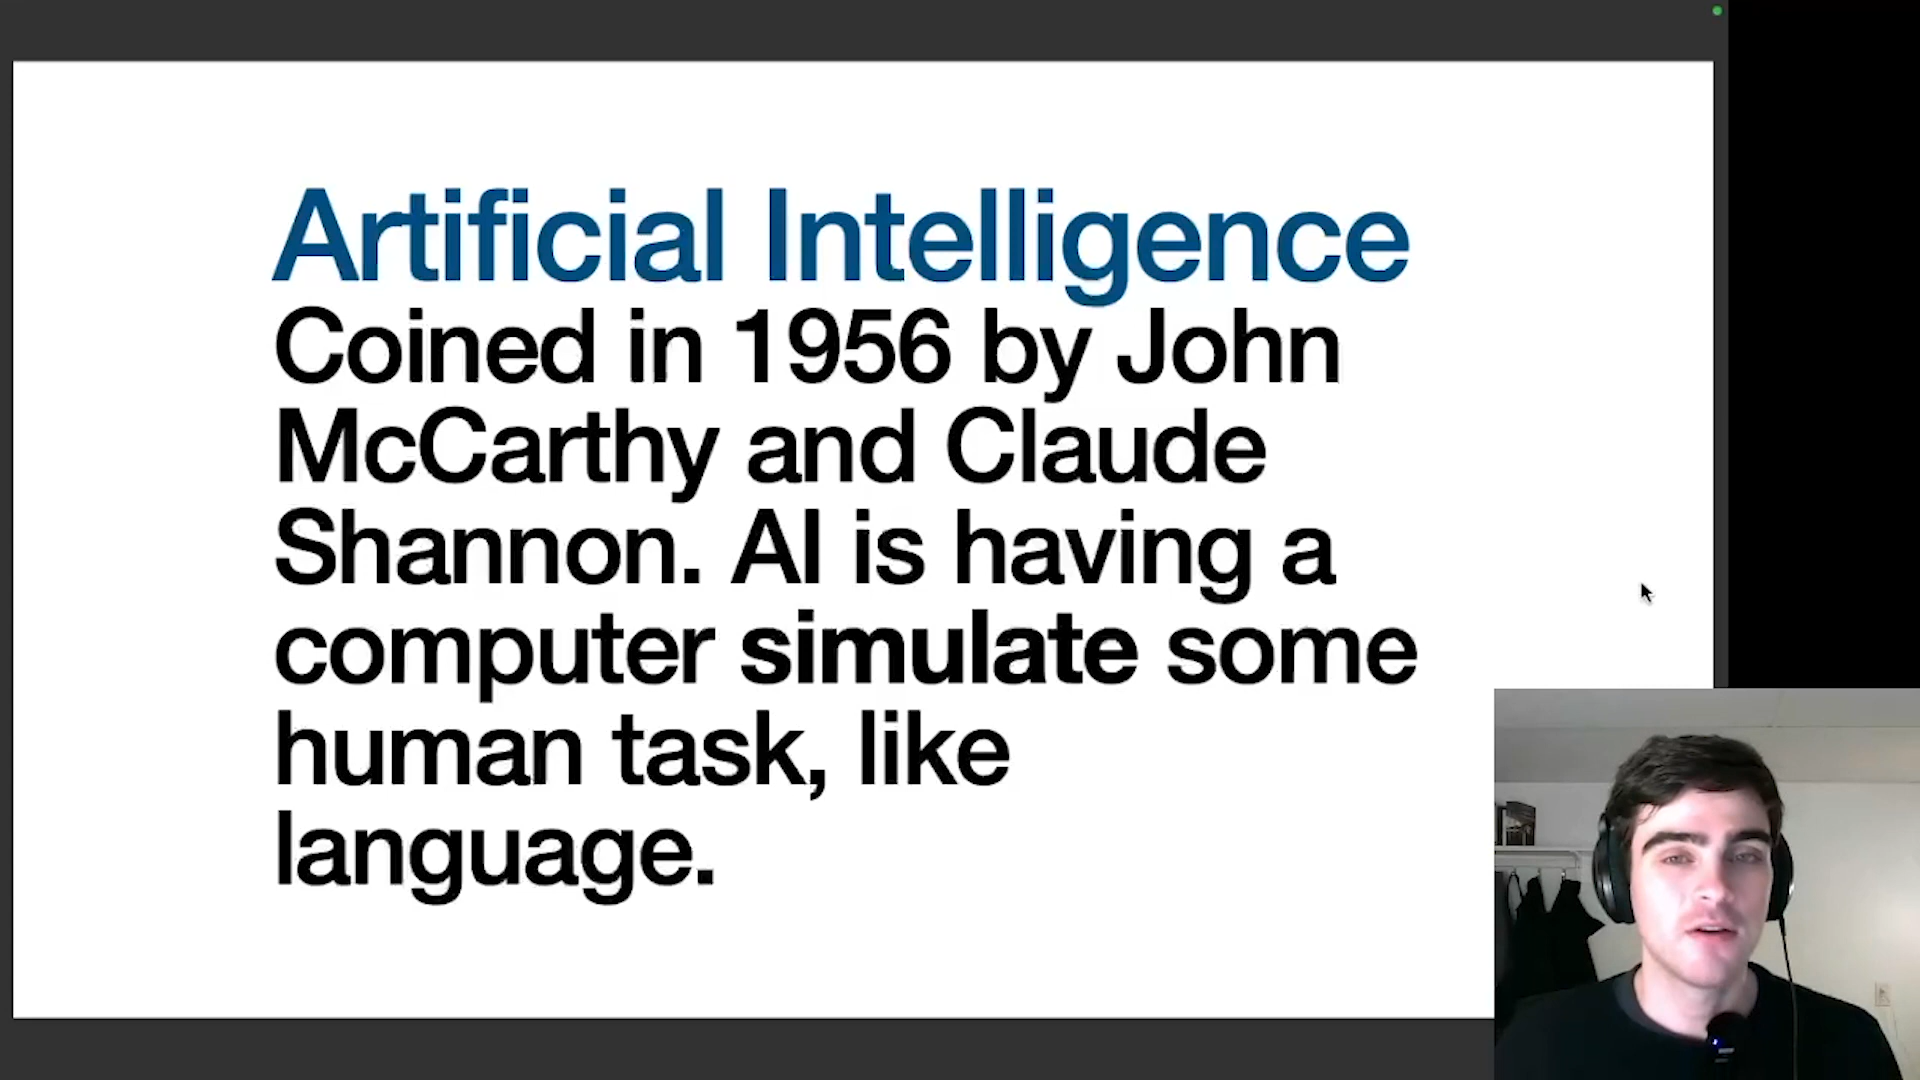 Artificial Intelligence
Coined in 1956 by John
McCarthy and Claude
Shannon. AI is having a
computer simulate some
human task, like
language.